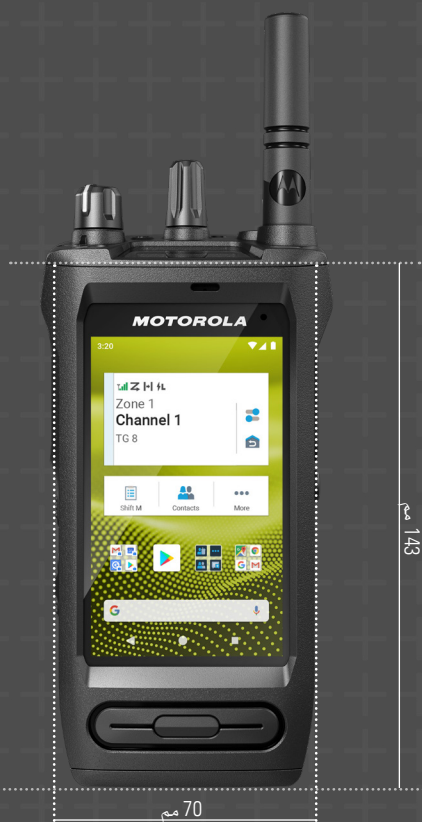 MOTOROLA
3:20
Zone 1
Channel 1
TG 8
Shift M
Contacts
More
143 مم
70 مم